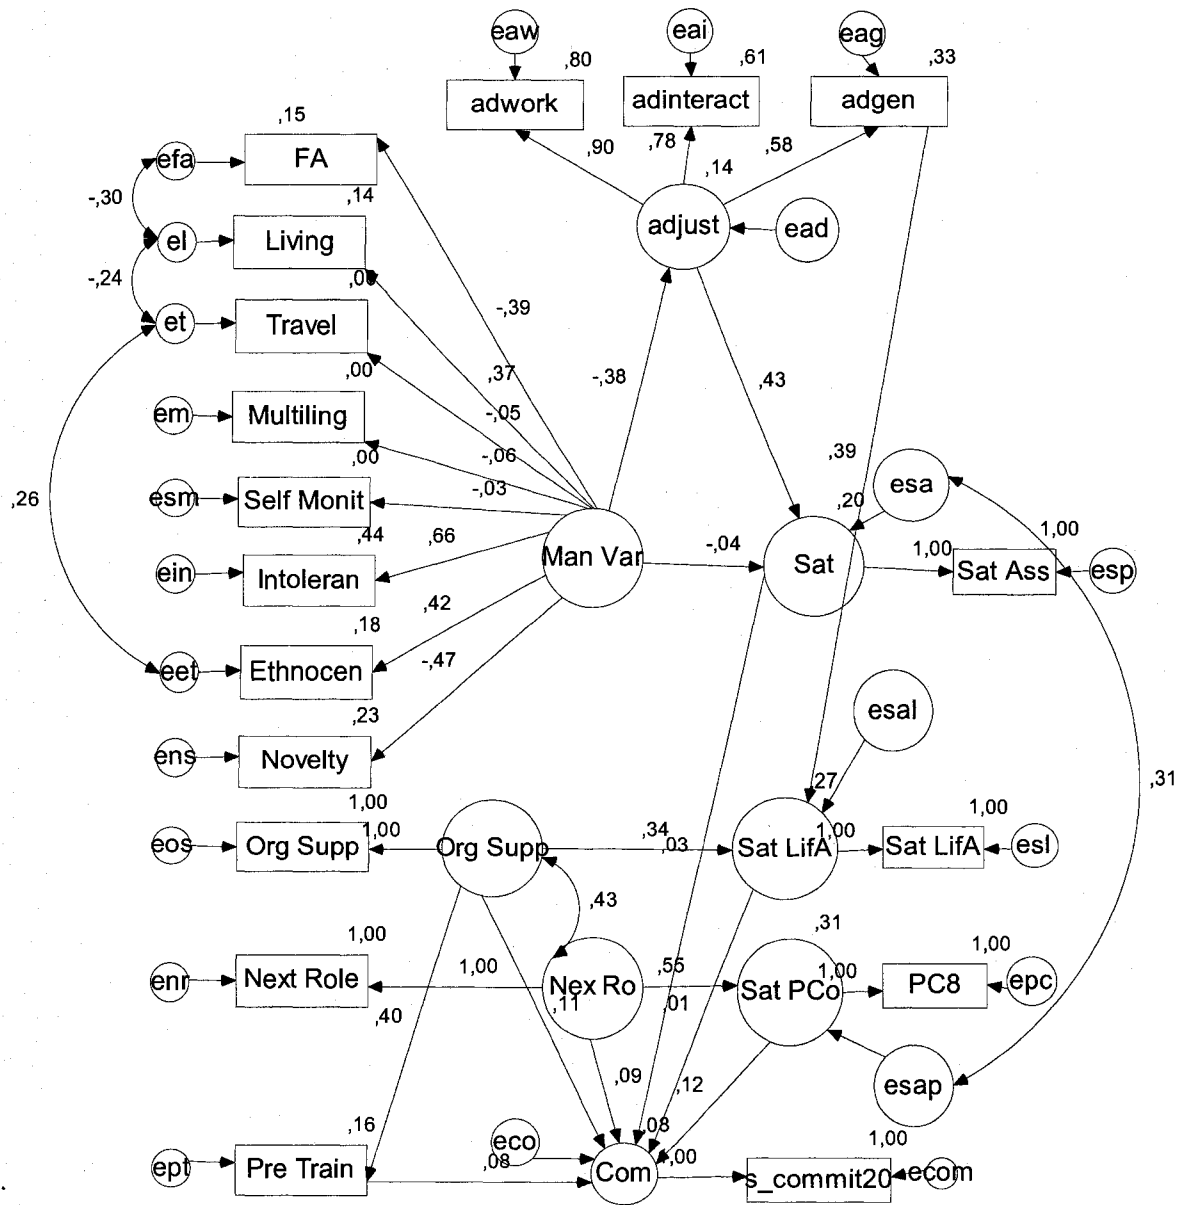 eaw
eai
eag
,80
,61
,33
adwork
adinteract
adgen
,15
,90
,78
,58
efa
FA
,14
,14
-,30
adjust
ead
el
Living
-,24
-,39
et
Travel
,00
,37
-,38
,43
em
Multiling
-,05
,00
-,06
,39
,26
esm
Self Monit
-,03
,20
esa
,44
,66
1,00
1,00
ein
Intoleran
Man Var
-,04
Sat
Sat Ass
esp
,42
,18
eet
Ethnocen
-,47
,23
esal
ens
Novelty
,27
,31
1,00
1,00
1,00
1,00
eos
Org Supp
Org Supp
,34
,03
Sat LifA
Sat LifA
esl
,43
,31
1,00
1,00
enr
Next Role
1,00
Nex Ro
,55
Sat PCo
1,00
PC8
epc
,40
,11
,01
,09
,12
esap
,16
,08
1,00
eco
ept
Pre Train
,08
Com
s_commit20
ecom